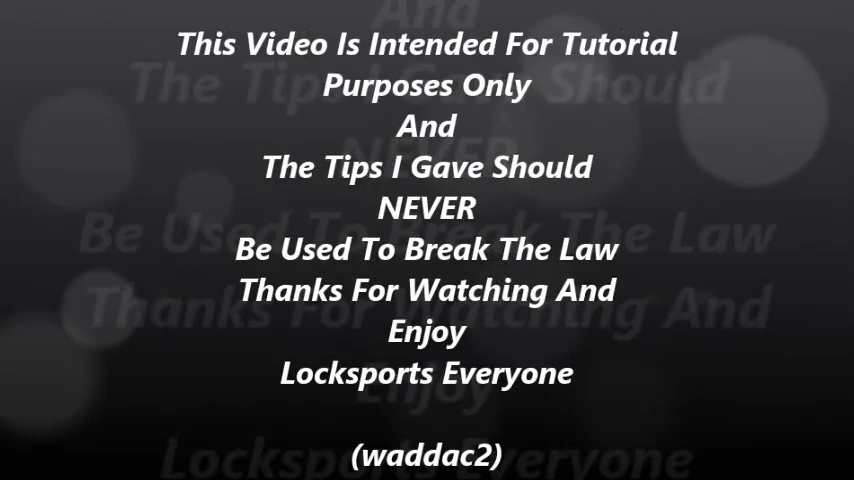 This Video Is Intended For Tutorial
Purposes Only
And
The Tips I Gave Should
NEVER
Be Used To Break The Law
Thanks For Watching And
Enjoy
Locksports Everyone
(waddac2)